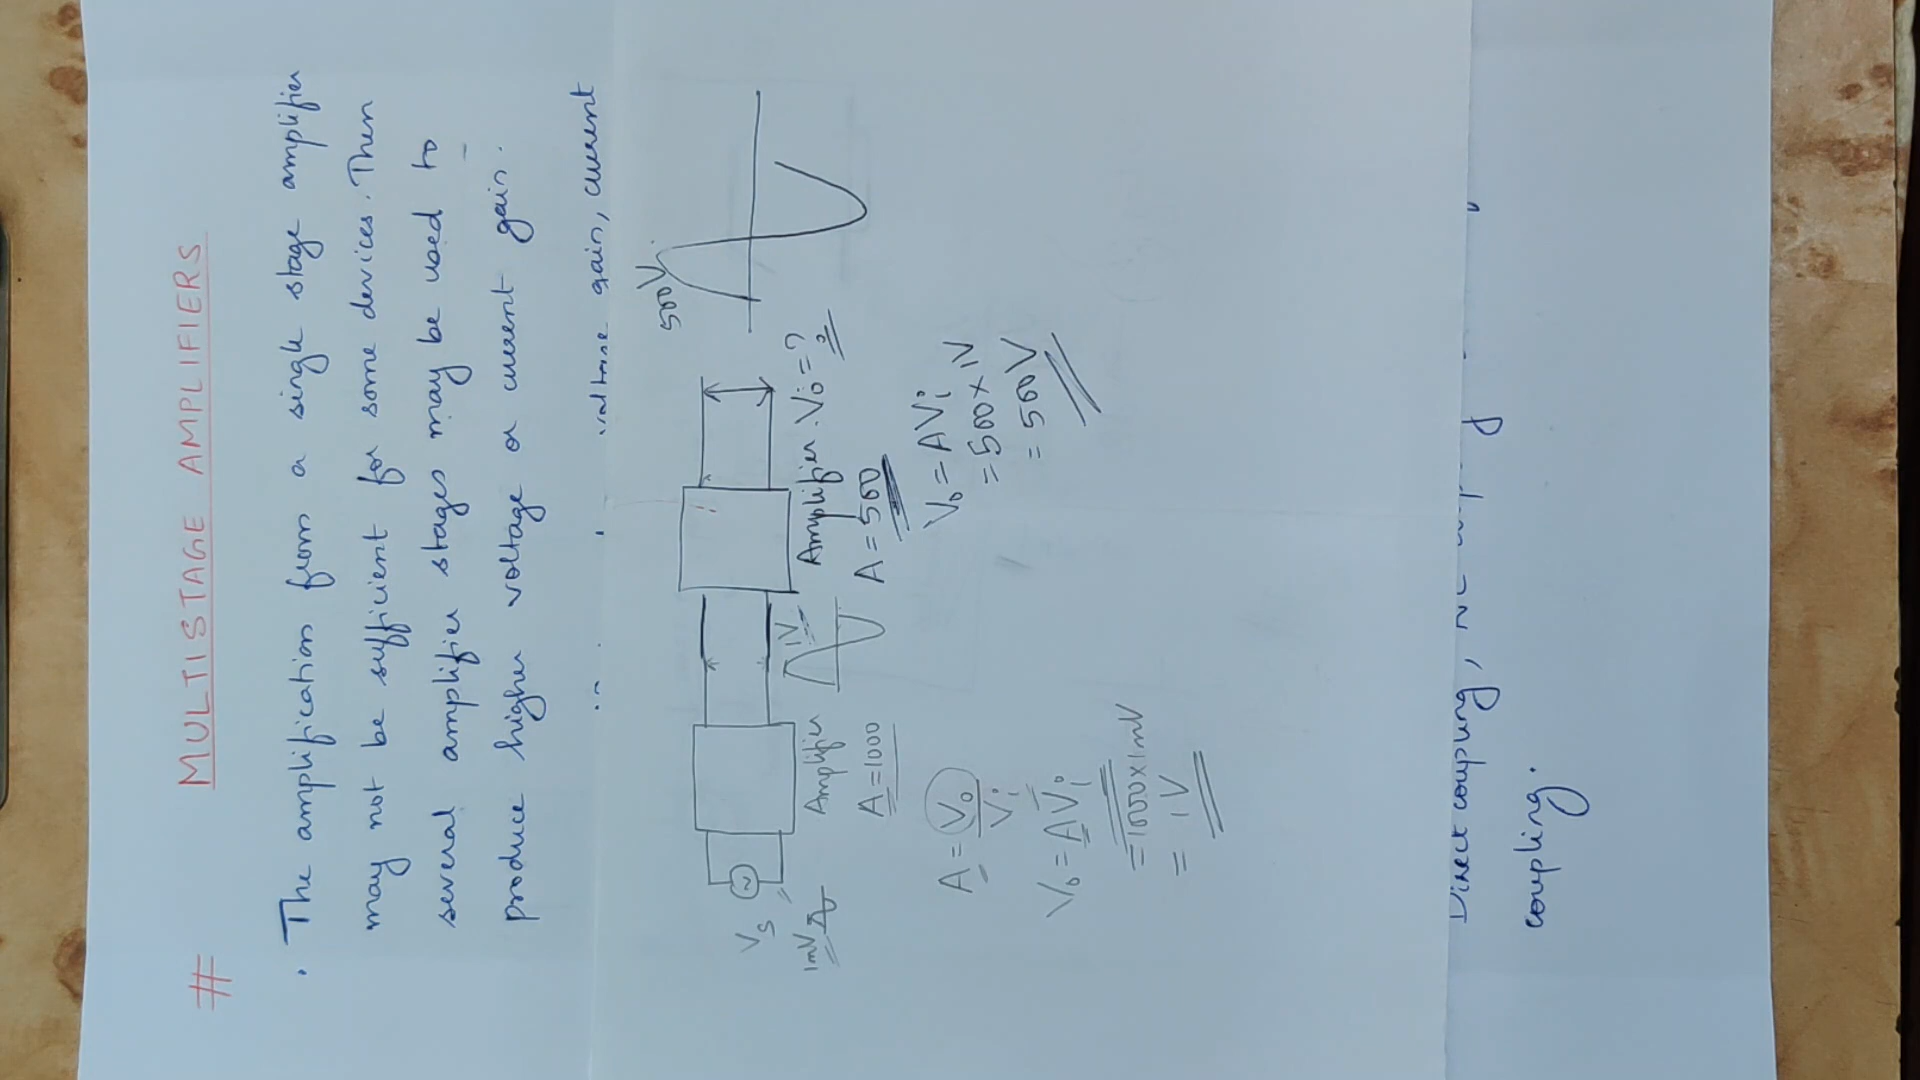 # MULTISTAGE AMPLIFIERS
. The amplification from a single stage amplifier
may not be sufficient for some devices. Then
several amplifier stages may be used to
produce higher voltage or current gain.
voltage gain, current
500V
Vs
1mV
Amplifier
A = 1000
1V
Amplifier
A = 500
Vo = ?
A = Vo/Vi
Vo = AVi
= 1000 x 1mV
= 1V
Vo = AVi
= 500 x 1V
= 500V
Direct coupling,
coupling.